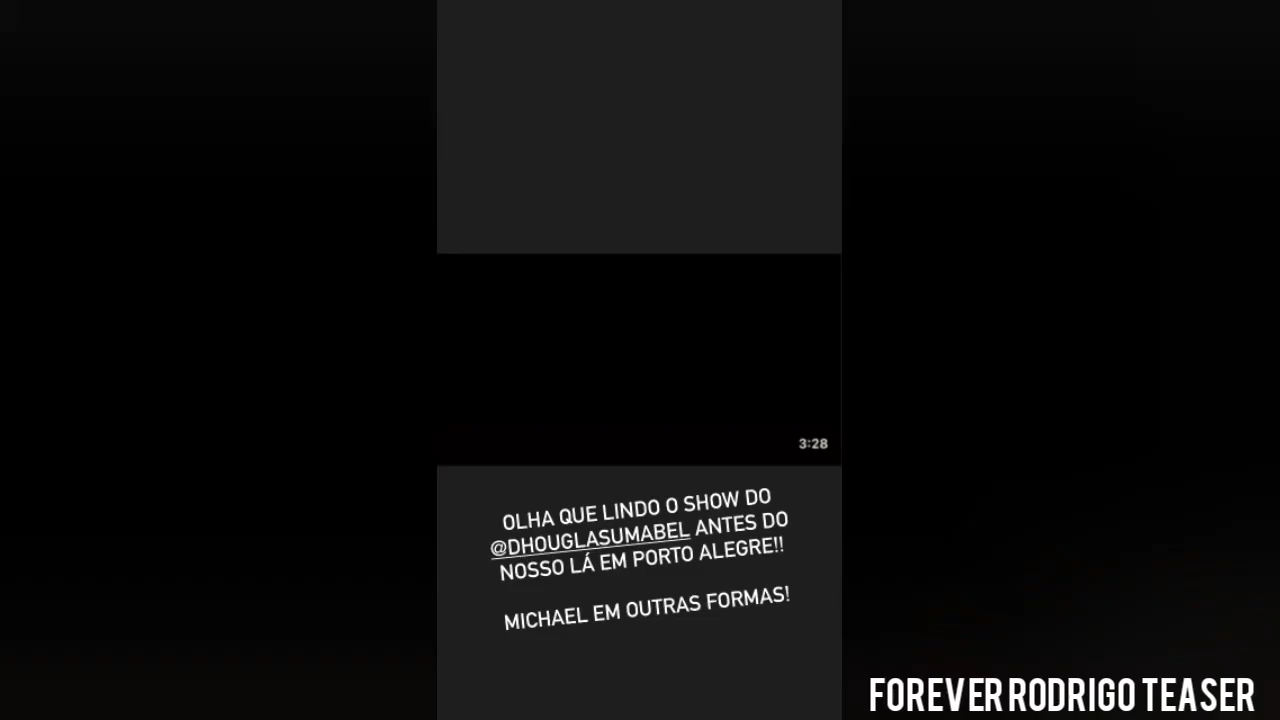 3:28
OLHA QUE LINDO O SHOW DO
@DHOUGLASUMABEL ANTES DO
NOSSO LÁ EM PORTO ALEGRE!!
MICHAEL EM OUTRAS FORMAS!
FOREVER RODRIGO TEASER